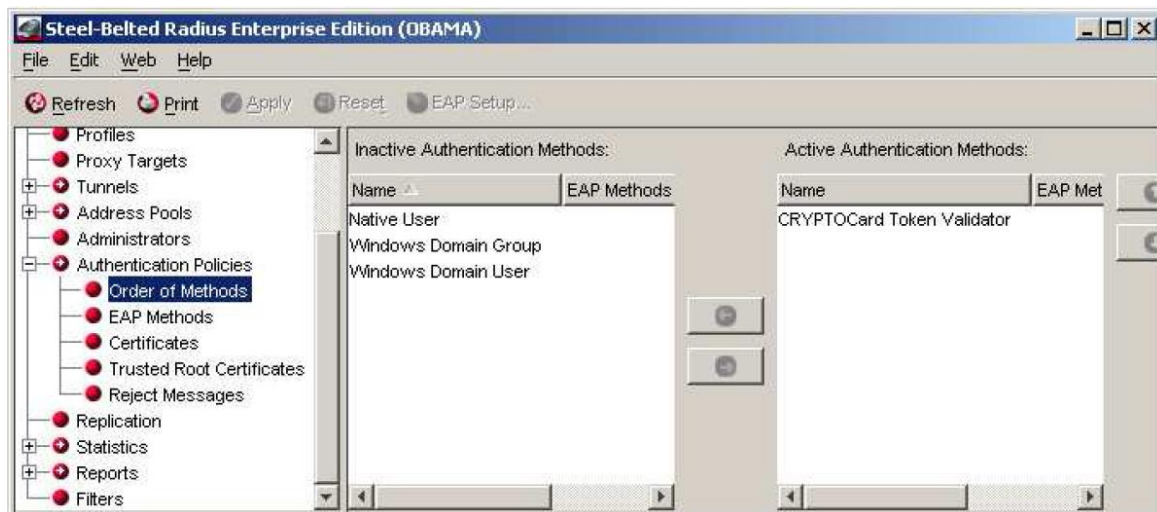 Steel-Belted Radius Enterprise Edition (OBAMA)
File Edit Web Help
Refresh Print Apply Reset EAP Setup...
Profiles
Proxy Targets
Tunnels
Address Pools
Administrators
Authentication Policies
Order of Methods
EAP Methods
Certificates
Trusted Root Certificates
Reject Messages
Replication
Statistics
Reports
Filters
Inactive Authentication Methods:
Name EAP Methods
Native User
Windows Domain Group
Windows Domain User
Active Authentication Methods:
Name EAP Met
CRYPTOCard Token Validator